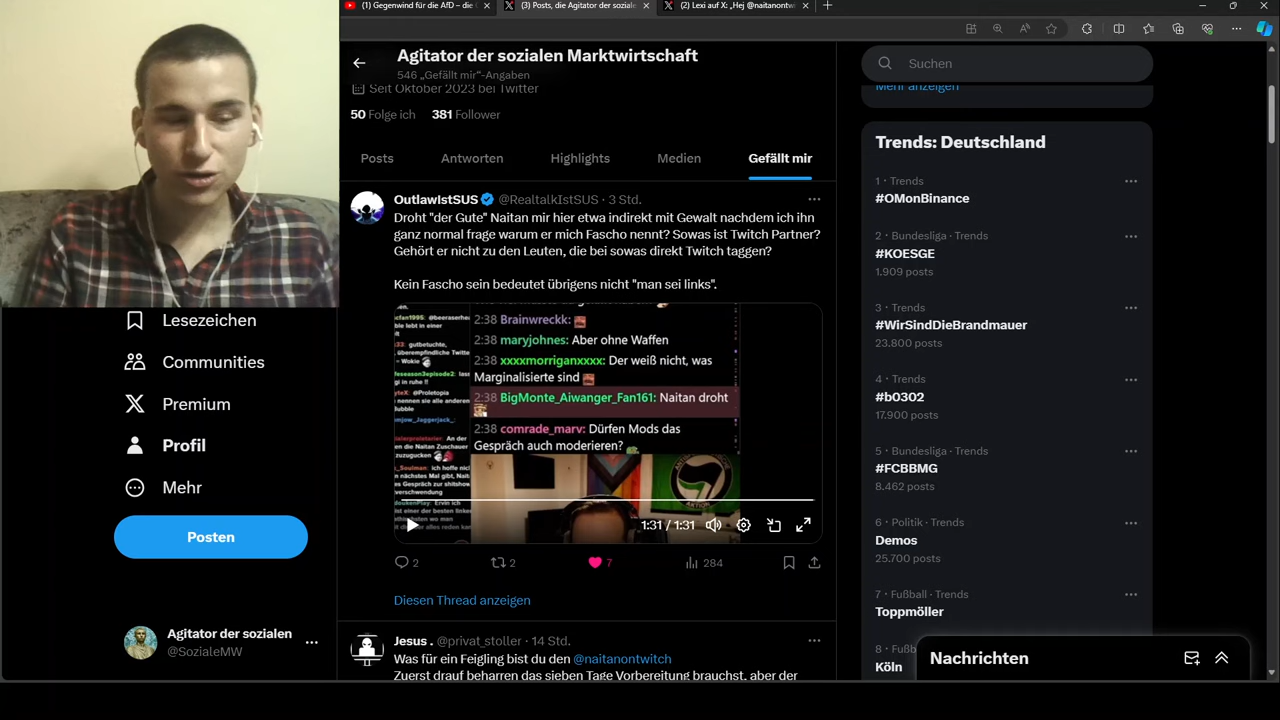 (1) Gegenwind für die AfD – die
(3) Posts, die Agitator der soziale
(2) Lexi auf X: „Hej @naitanontw
Agitator der sozialen Marktwirtschaft
546 „Gefällt mir“-Angaben
Seit Oktober 2023 bei Twitter
50 Folge ich 381 Follower
Posts Antworten Highlights Medien Gefällt mir
OutlawIstSUS @RealtalkIstSUS · 3 Std.
Droht "der Gute" Naitan mir hier etwa indirekt mit Gewalt nachdem ich ihn
ganz normal frage warum er mich Fascho nennt? Sowas ist Twitch Partner?
Gehört er nicht zu den Leuten, die bei sowas direkt Twitch taggen?
Kein Fascho sein bedeutet übrigens nicht "man sei links".
2:38 Brainwreckk:
2:38 maryjohnes: Aber ohne Waffen
2:38 xxxxmorriganxxxx: Der weiß nicht, was
Marginalisierte sind
2:38 BigMonte_Aiwanger_Fan161: Naitan droht
2:38 comrade_marv: Dürfen Mods das
Gespräch auch moderieren?
1:31 / 1:31
2 2 7 284
Diesen Thread anzeigen
Jesus . @privat_stoller · 14 Std.
Was für ein Feigling bist du den @naitanontwitch
Zuerst drauf beharren das sieben Tage Vorbereitung brauchst, aber der
Lesezeichen
Communities
Premium
Profil
Mehr
Posten
Agitator der sozialen
@SozialeMW
Suchen
Mehr anzeigen
Trends: Deutschland
1 · Trends
#OMonBinance
2 · Bundesliga · Trends
#KOESGE
1.909 posts
3 · Trends
#WirSindDieBrandmauer
23.800 posts
4 · Trends
#b0302
17.900 posts
5 · Bundesliga · Trends
#FCBBMG
8.462 posts
6 · Politik · Trends
Demos
25.700 posts
7 · Fußball · Trends
Toppmöller
8 · Fußb
Köln
Nachrichten